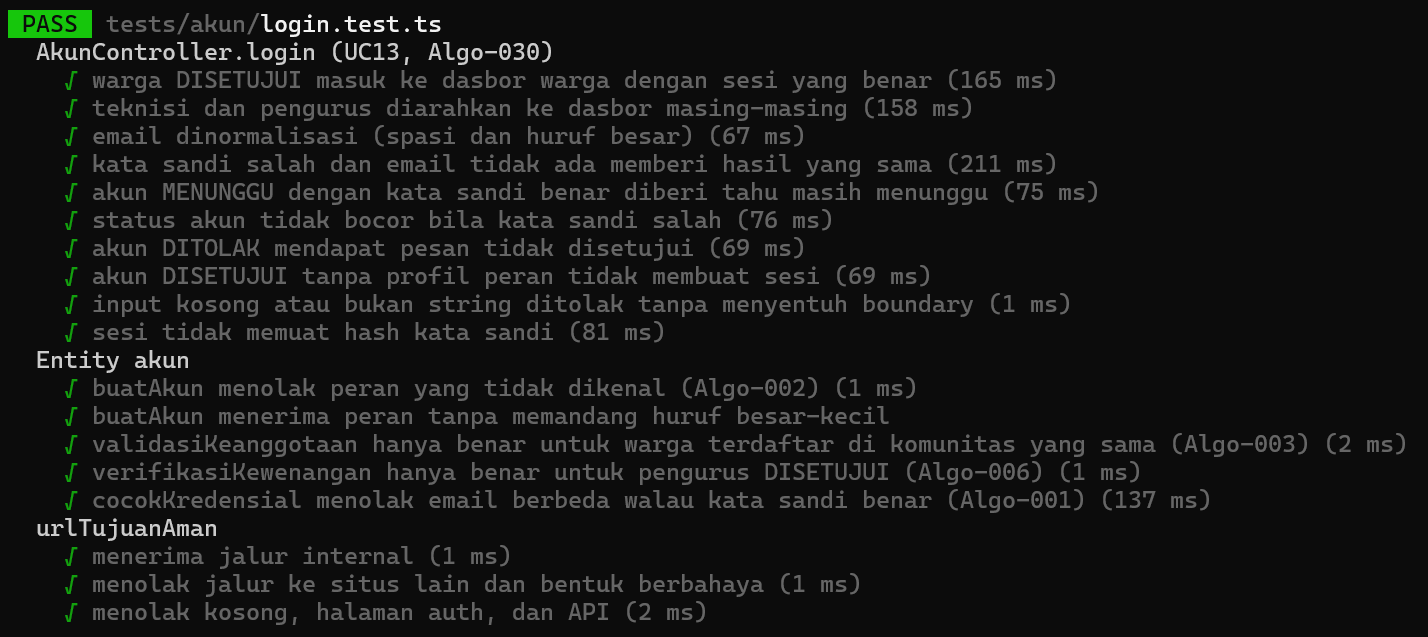 PASS tests/akun/login.test.ts
AkunController.login (UC13, Algo-030)
√ warga DISETUJUI masuk ke dasbor warga dengan sesi yang benar (165 ms)
√ teknisi dan pengurus diarahkan ke dasbor masing-masing (158 ms)
√ email dinormalisasi (spasi dan huruf besar) (67 ms)
√ kata sandi salah dan email tidak ada memberi hasil yang sama (211 ms)
√ akun MENUNGGU dengan kata sandi benar diberi tahu masih menunggu (75 ms)
√ status akun tidak bocor bila kata sandi salah (76 ms)
√ akun DITOLAK mendapat pesan tidak disetujui (69 ms)
√ akun DISETUJUI tanpa profil peran tidak membuat sesi (69 ms)
√ input kosong atau bukan string ditolak tanpa menyentuh boundary (1 ms)
√ sesi tidak memuat hash kata sandi (81 ms)
Entity akun
√ buatAkun menolak peran yang tidak dikenal (Algo-002) (1 ms)
√ buatAkun menerima peran tanpa memandang huruf besar-kecil
√ validasiKeanggotaan hanya benar untuk warga terdaftar di komunitas yang sama (Algo-003) (2 ms)
√ verifikasiKewenangan hanya benar untuk pengurus DISETUJUI (Algo-006) (1 ms)
√ cocokKredensial menolak email berbeda walau kata sandi benar (Algo-001) (137 ms)
urlTujuanAman
√ menerima jalur internal (1 ms)
√ menolak jalur ke situs lain dan bentuk berbahaya (1 ms)
√ menolak kosong, halaman auth, dan API (2 ms)